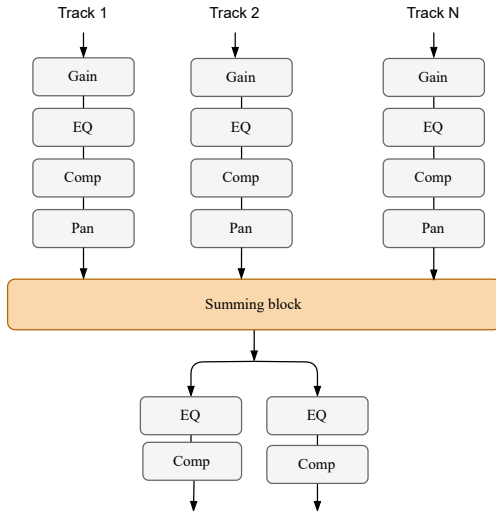 Track 1 Track 2 Track N
Gain Gain Gain
EQ EQ EQ
Comp Comp Comp
Pan Pan Pan
Summing block
EQ EQ
Comp Comp